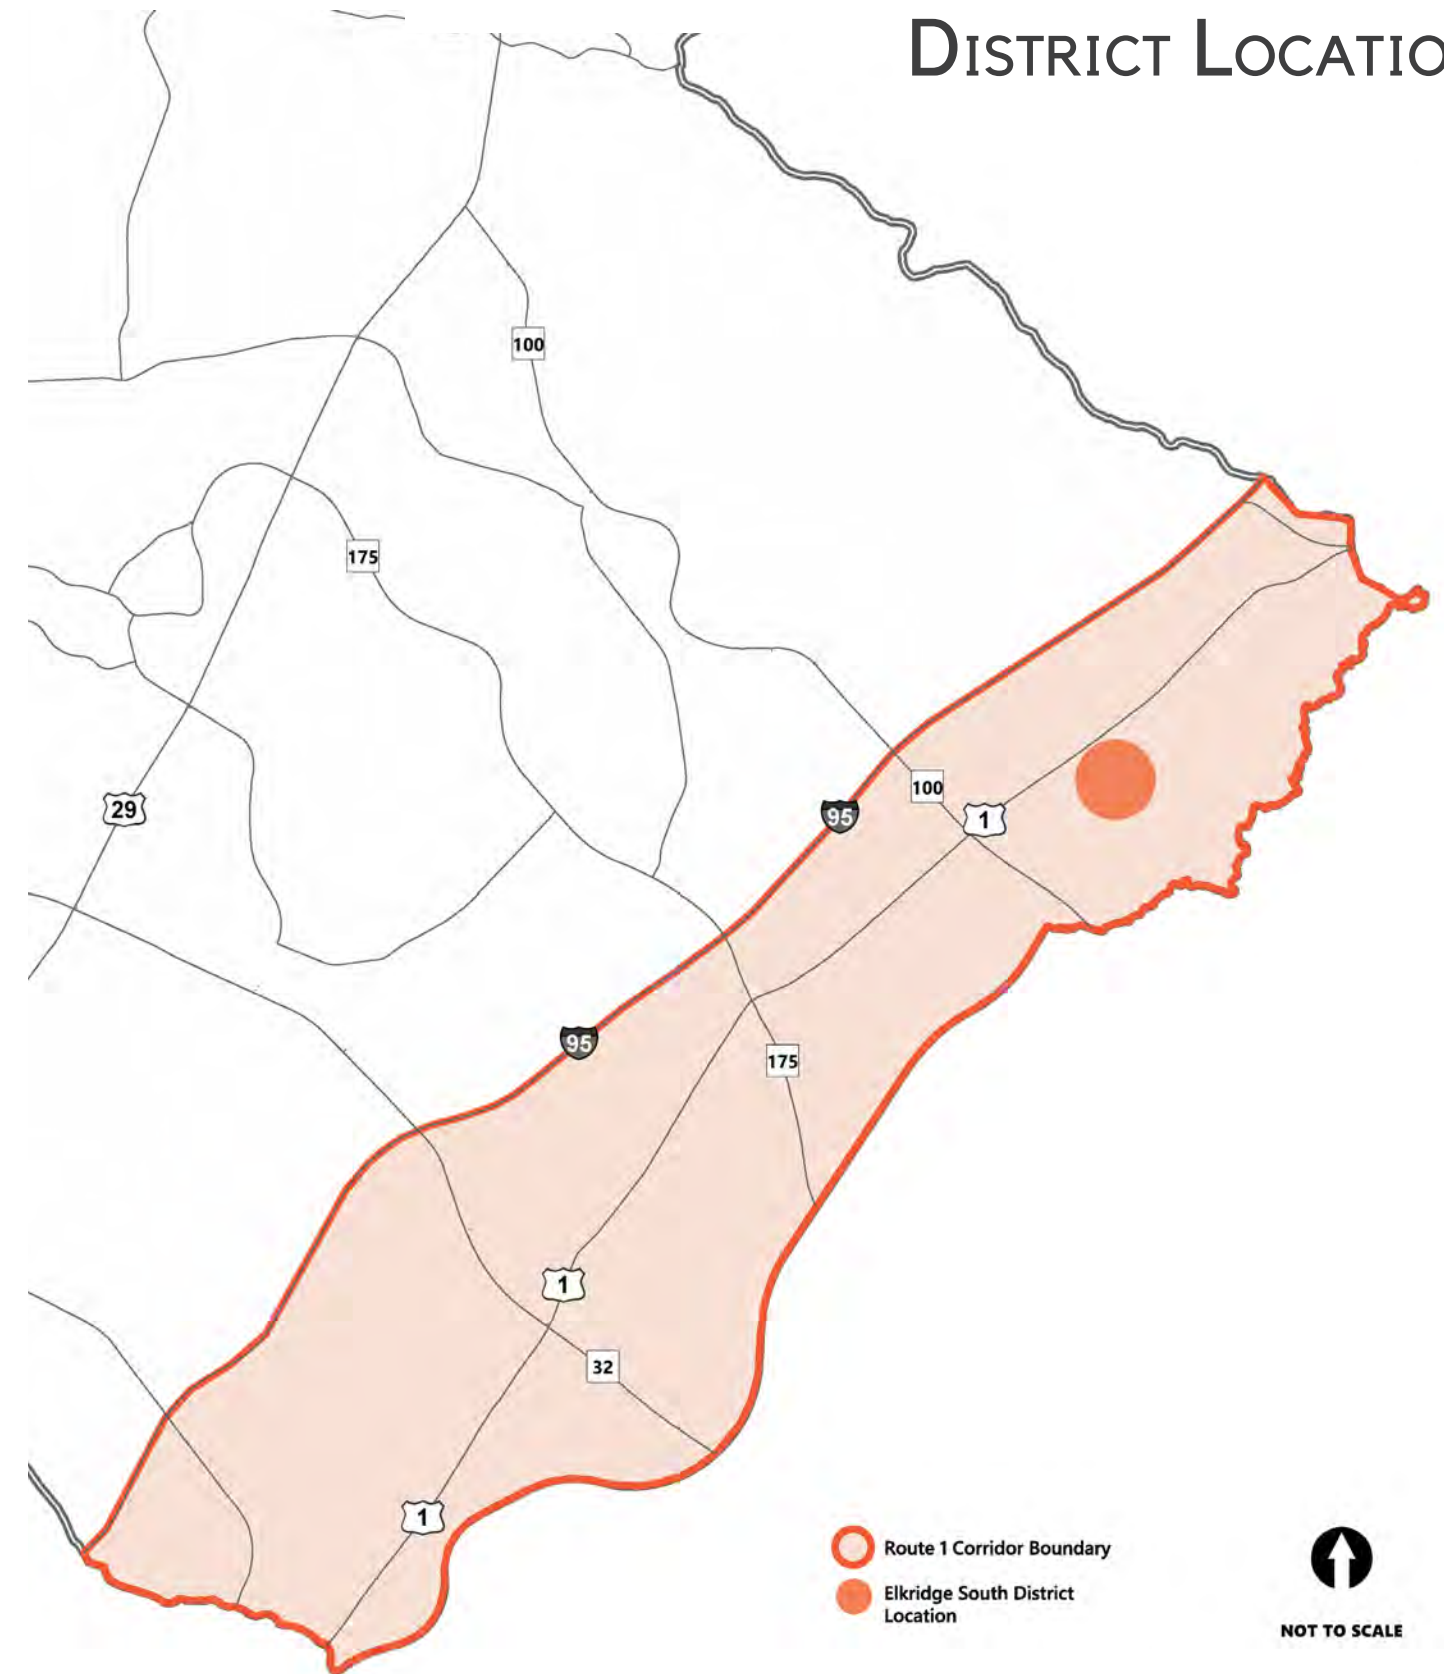 DISTRICT LOCATIO
100
175
29
95
100
1
95
175
1
32
1
Route 1 Corridor Boundary
Elkridge South District
Location
NOT TO SCALE